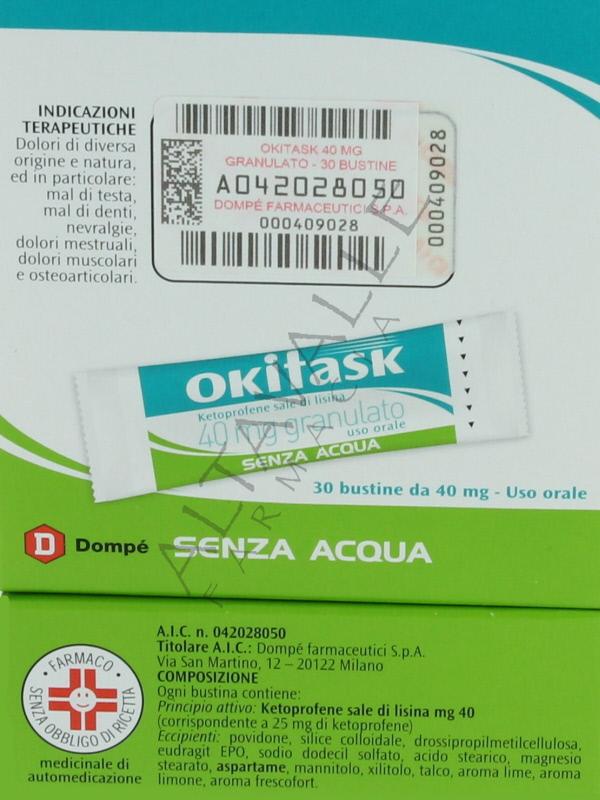 INDICAZIONI
TERAPEUTICHE
Dolori di diversa
origine e natura,
ed in particolare:
mal di testa,
mal di denti,
nevralgie,
dolori mestruali,
dolori muscolari
e osteoarticolari.
OKITASK 40 MG
GRANULATO - 30 BUSTINE
A042028050
DOMPÉ FARMACEUTICI S.P.A.
000409028
000409028
OKiTASK
Ketoprofene sale di lisina
40 mg granulato
uso orale
SENZA ACQUA
30 bustine da 40 mg - Uso orale
D Dompé SENZA ACQUA
ALTAVALLE
FARMACIA
FARMACO
SENZA OBBLIGO DI RICETTA
medicinale di
automedicazione
A.I.C. n. 042028050
Titolare A.I.C.: Dompé farmaceutici S.p.A.
Via San Martino, 12 – 20122 Milano
COMPOSIZIONE
Ogni bustina contiene:
Principio attivo: Ketoprofene sale di lisina mg 40
(corrispondente a 25 mg di ketoprofene)
Eccipienti: povidone, silice colloidale, drossipropilmetilcellulosa,
eudragit EPO, sodio dodecil solfato, acido stearico, magnesio
stearato, aspartame, mannitolo, xilitolo, talco, aroma lime, aroma
limone, aroma frescofort.